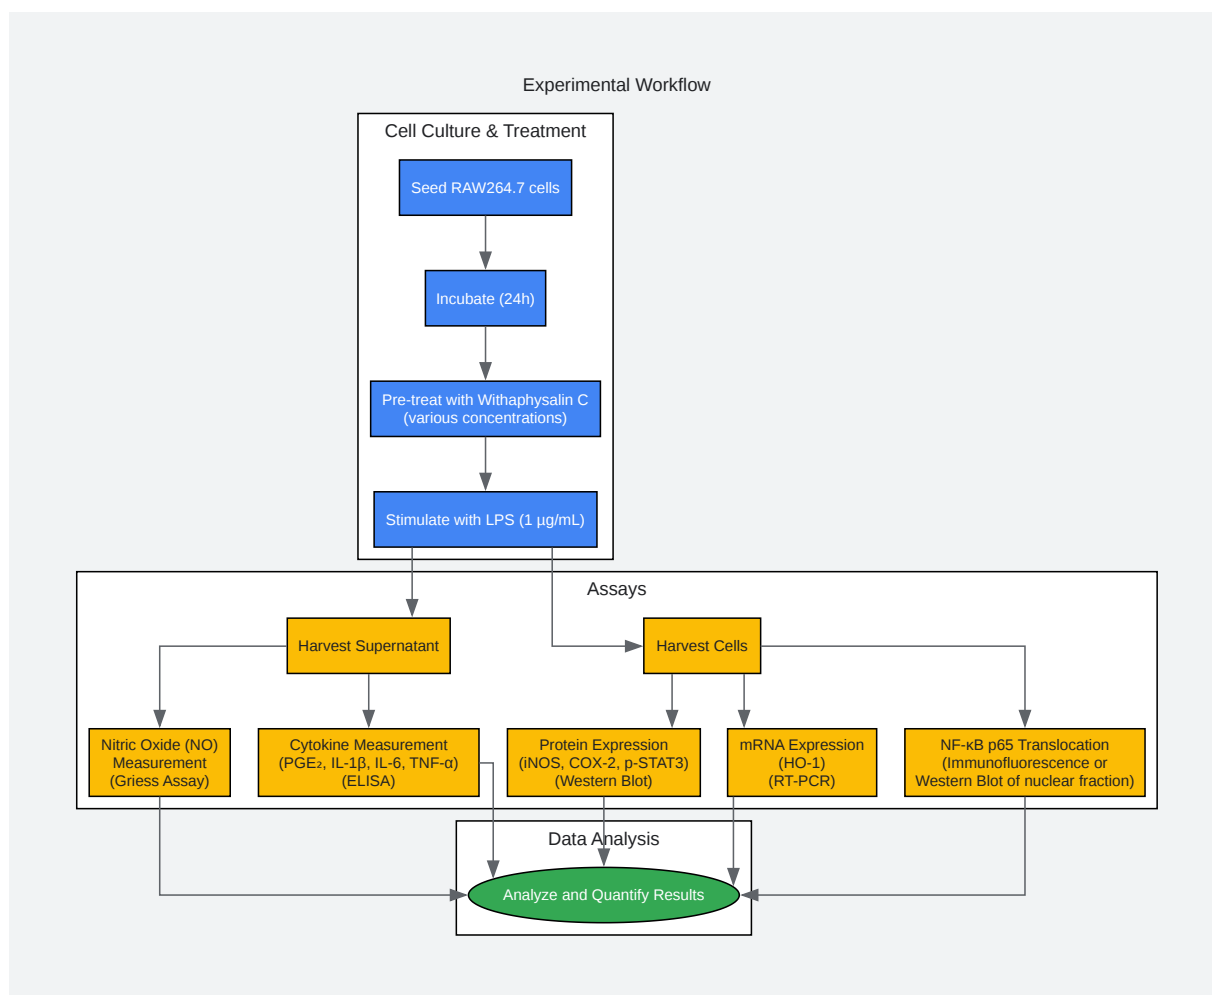 Experimental Workflow
Cell Culture & Treatment
Seed RAW264.7 cells
Incubate (24h)
Pre-treat with Withaphysalin C
(various concentrations)
Stimulate with LPS (1 µg/mL)
Assays
Harvest Supernatant
Harvest Cells
Nitric Oxide (NO)
Measurement
(Griess Assay)
Cytokine Measurement
(PGE₂, IL-1β, IL-6, TNF-α)
(ELISA)
Protein Expression
(iNOS, COX-2, p-STAT3)
(Western Blot)
mRNA Expression
(HO-1)
(RT-PCR)
NF-κB p65 Translocation
(Immunofluorescence or
Western Blot of nuclear fraction)
Data Analysis
Analyze and Quantify Results